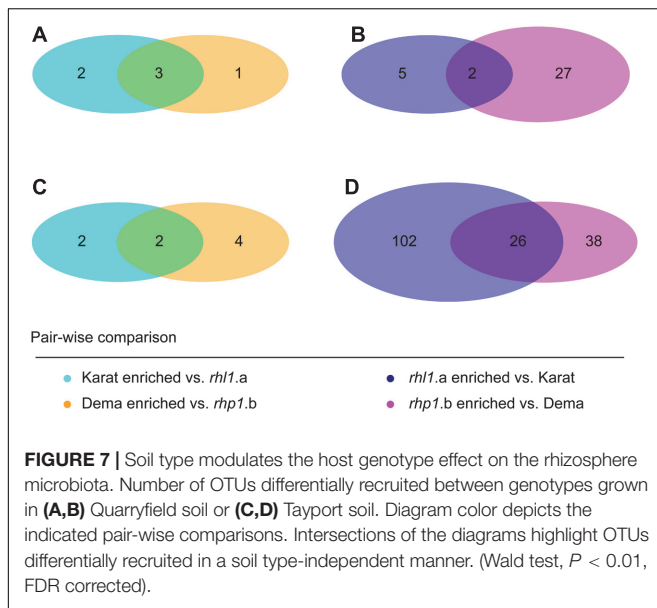 A
2
3
1
B
5
2
27
C
2
2
4
D
102
26
38
Pair-wise comparison
Karat enriched vs. rhl1.a
rhl1.a enriched vs. Karat
Dema enriched vs. rhp1.b
rhp1.b enriched vs. Dema
FIGURE 7 | Soil type modulates the host genotype effect on the rhizosphere
microbiota. Number of OTUs differentially recruited between genotypes grown
in (A,B) Quarryfield soil or (C,D) Tayport soil. Diagram color depicts the
indicated pair-wise comparisons. Intersections of the diagrams highlight OTUs
differentially recruited in a soil type-independent manner. (Wald test, P < 0.01,
FDR corrected).